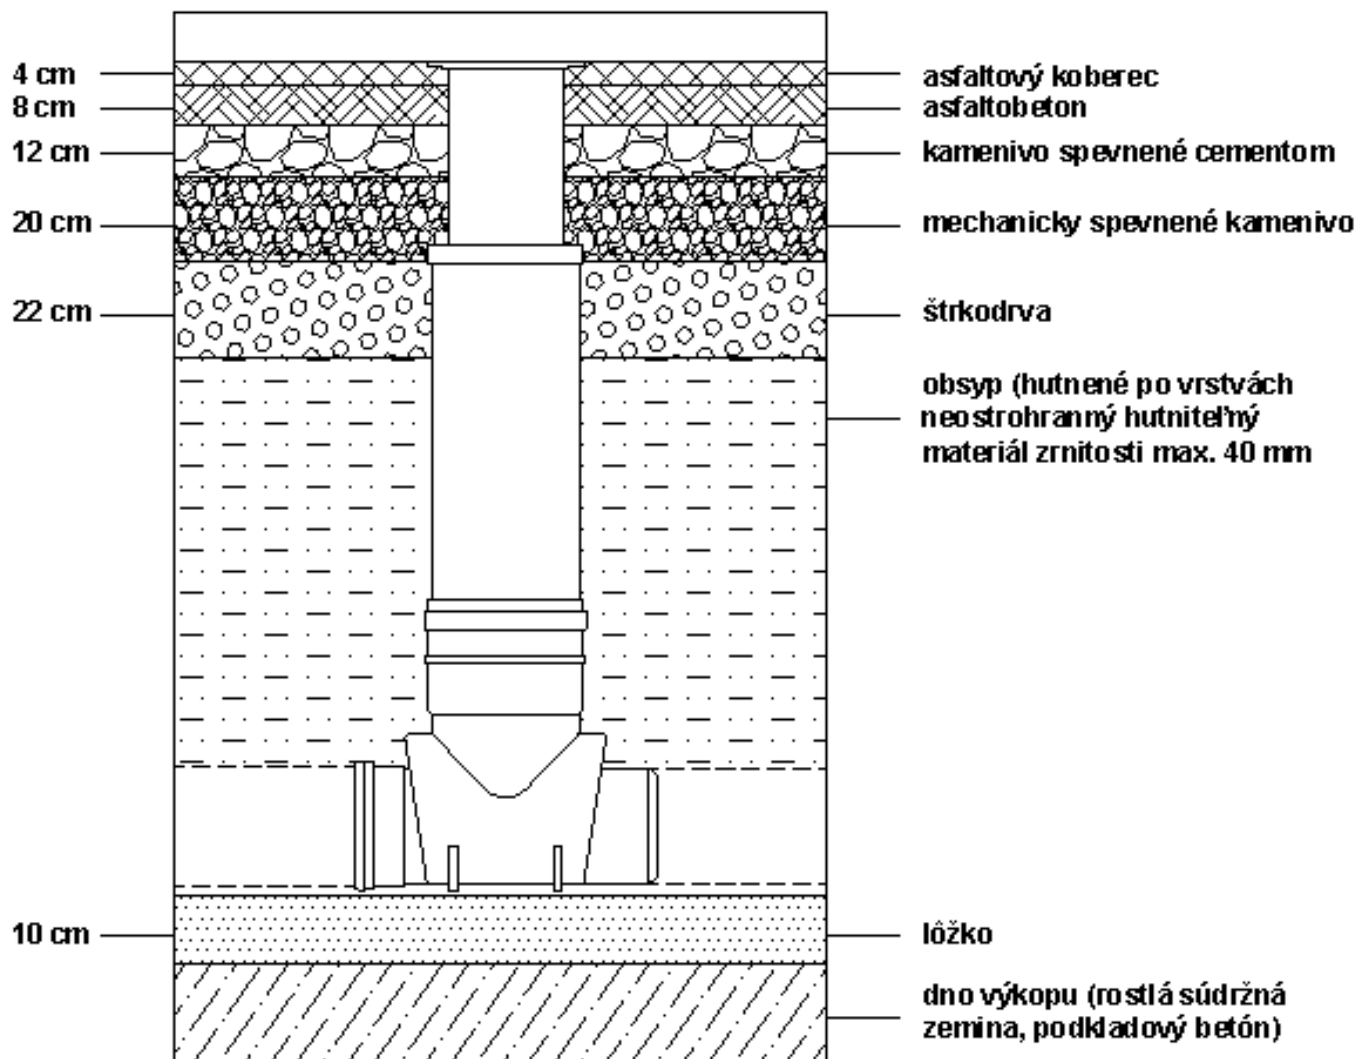 4 cm
asfaltový koberec
8 cm
asfaltobeton
12 cm
kamenivo spevnené cementom
20 cm
mechanicky spevnené kamenivo
22 cm
štrkodrva
obsyp (hutnené po vrstvách
neostrohranný hutniteľný
materiál zrnitosti max. 40 mm
10 cm
lôžko
dno výkopu (rostlá súdržná
zemina, podkladový betón)